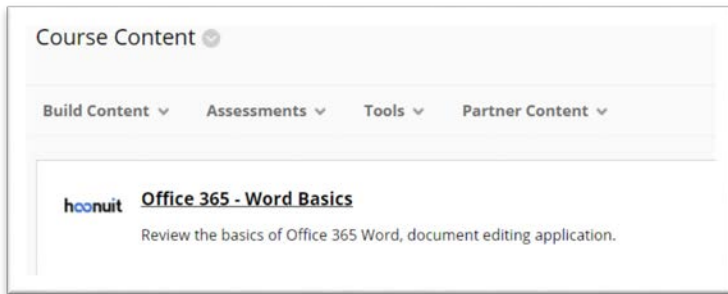 Course Content
Build Content Assessments Tools Partner Content
hoonuit Office 365 - Word Basics
Review the basics of Office 365 Word, document editing application.